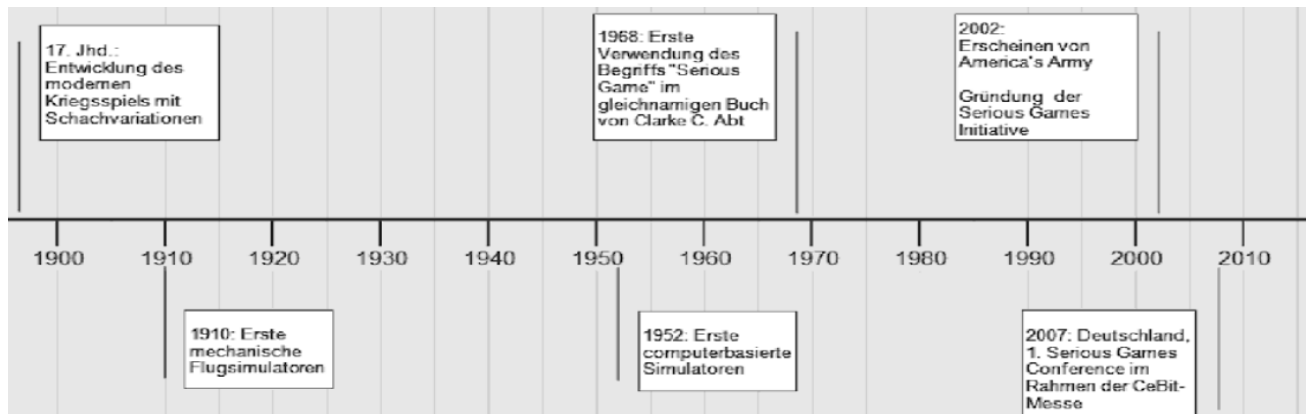 17. Jhd.:
Entwicklung des
modernen
Kriegsspiels mit
Schachvariationen
1968: Erste
Verwendung des
Begriffs "Serious
Game" im
gleichnamigen Buch
von Clarke C. Abt
2002:
Erscheinen von
America's Army
Gründung der
Serious Games
Initiative
1900 1910 1920 1930 1940 1950 1960 1970 1980 1990 2000 2010
1910: Erste
mechanische
Flugsimulatoren
1952: Erste
computerbasierte
Simulatoren
2007: Deutschland,
1. Serious Games
Conference im
Rahmen der CeBit-
Messe